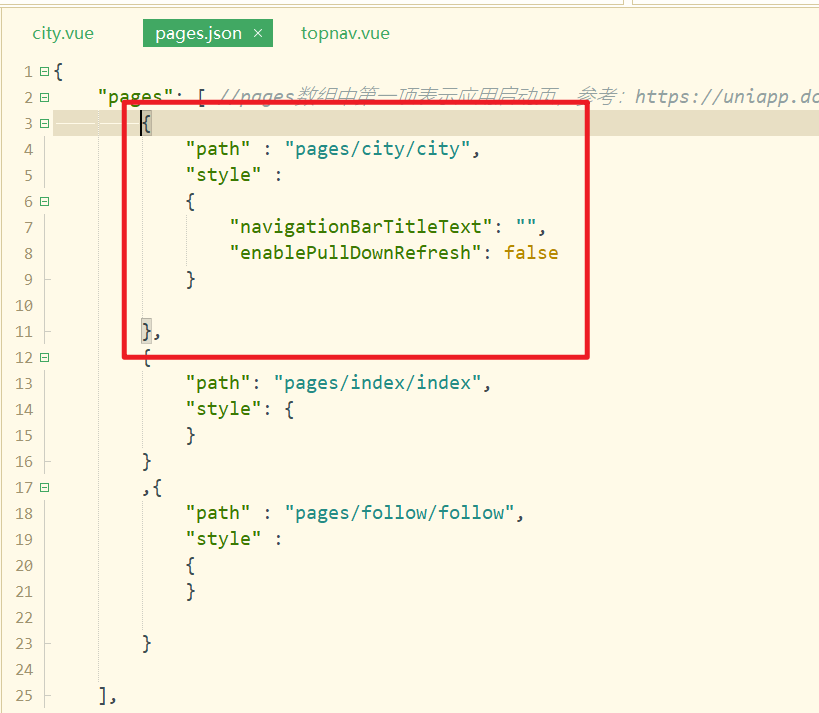 city.vue pages.json × topnav.vue
1 {
2 "pages": [ //pages数组中第一项表示应用启动页，参考：https://uniapp.dc
3 {
4 "path" : "pages/city/city",
5 "style" :
6 {
7 "navigationBarTitleText": "",
8 "enablePullDownRefresh": false
9 }
10
11 },
12 {
13 "path": "pages/index/index",
14 "style": {
15 }
16 }
17 ,{
18 "path" : "pages/follow/follow",
19 "style" :
20 {
21 }
22
23 }
24
25 ],